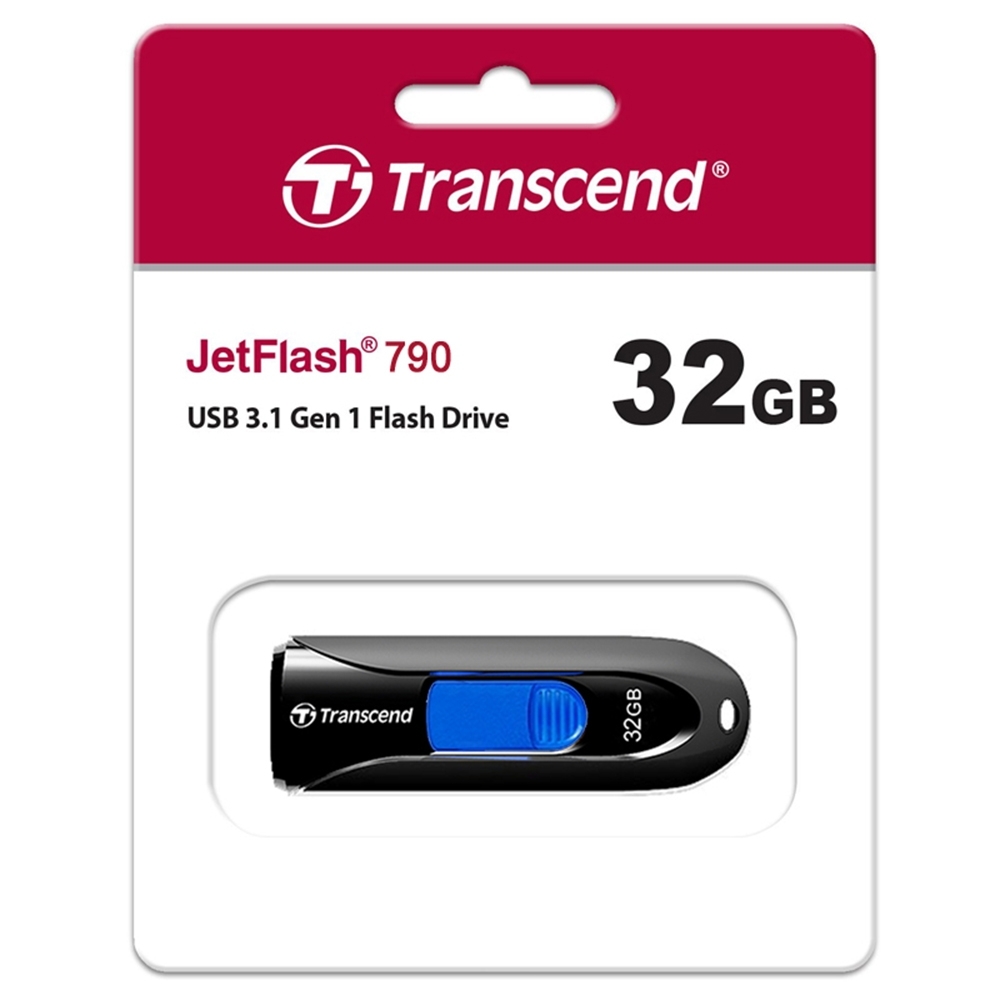 Transcend®
JetFlash® 790
32GB
USB 3.1 Gen 1 Flash Drive
Transcend
32GB